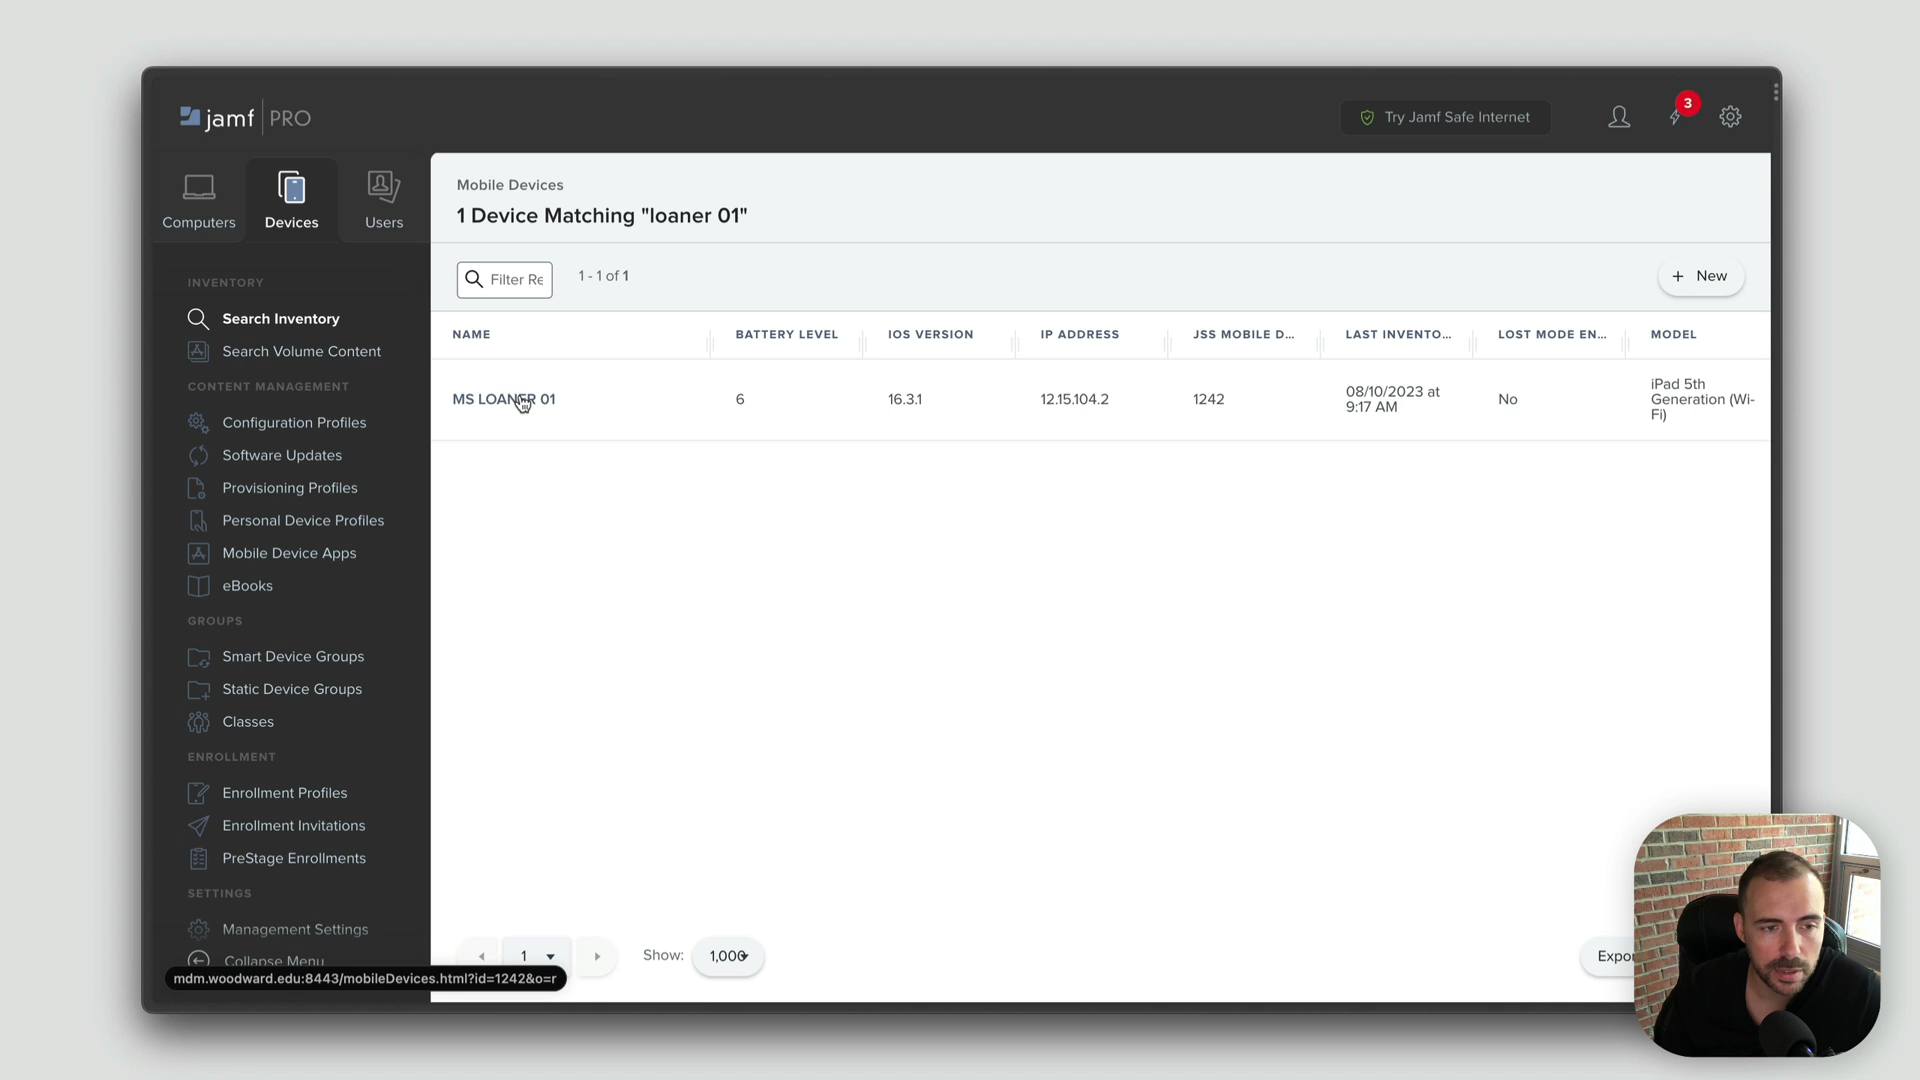 jamf PRO
Try Jamf Safe Internet
3
Computers
Devices
Users
Mobile Devices
1 Device Matching "loaner 01"
INVENTORY
Search Inventory
Search Volume Content
CONTENT MANAGEMENT
Configuration Profiles
Software Updates
Provisioning Profiles
Personal Device Profiles
Mobile Device Apps
eBooks
GROUPS
Smart Device Groups
Static Device Groups
Classes
ENROLLMENT
Enrollment Profiles
Enrollment Invitations
PreStage Enrollments
SETTINGS
Management Settings
Collapse Menu
mdm.woodward.edu:8443/mobileDevices.html?id=1242&o=r
Filter Re
1 - 1 of 1
+ New
NAME BATTERY LEVEL IOS VERSION IP ADDRESS JSS MOBILE D... LAST INVENTO... LOST MODE EN... MODEL
MS LOANER 01 6 16.3.1 12.15.104.2 1242 08/10/2023 at 9:17 AM No iPad 5th Generation (Wi-Fi)
1
Show: 1,000
Expor